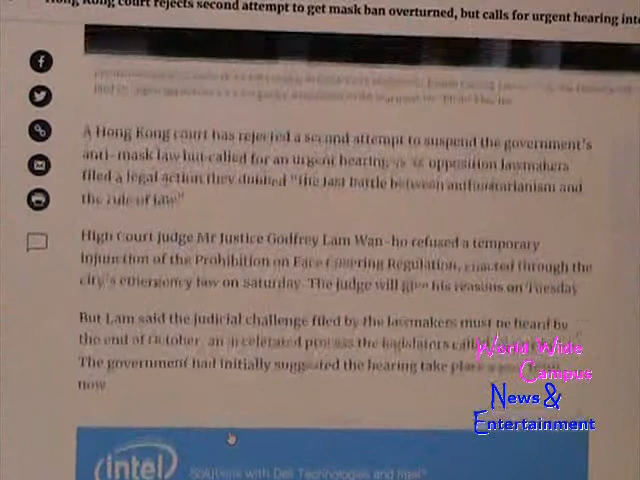 Hong Kong court rejects second attempt to get mask ban overturned, but calls for urgent hearing into
A Hong Kong court has rejected a second attempt to suspend the government's
anti-mask law but called for an urgent hearing, as 24 opposition lawmakers
filed a legal action they dubbed "the last battle between authoritarianism and
the rule of law"
High Court judge Mr Justice Godfrey Lam Wan-ho refused a temporary
injunction of the Prohibition on Face Covering Regulation, enacted through the
city's emergency law on Saturday. The judge will give his reasons on Tuesday
But Lam said the judicial challenge filed by the lawmakers must be heard by
the end of October, an accelerated process the legislators called
The government had initially suggested the hearing take place
now
World Wide
Campus
News &
Entertainment
intel
Solutions with Dell Technologies and Intel®